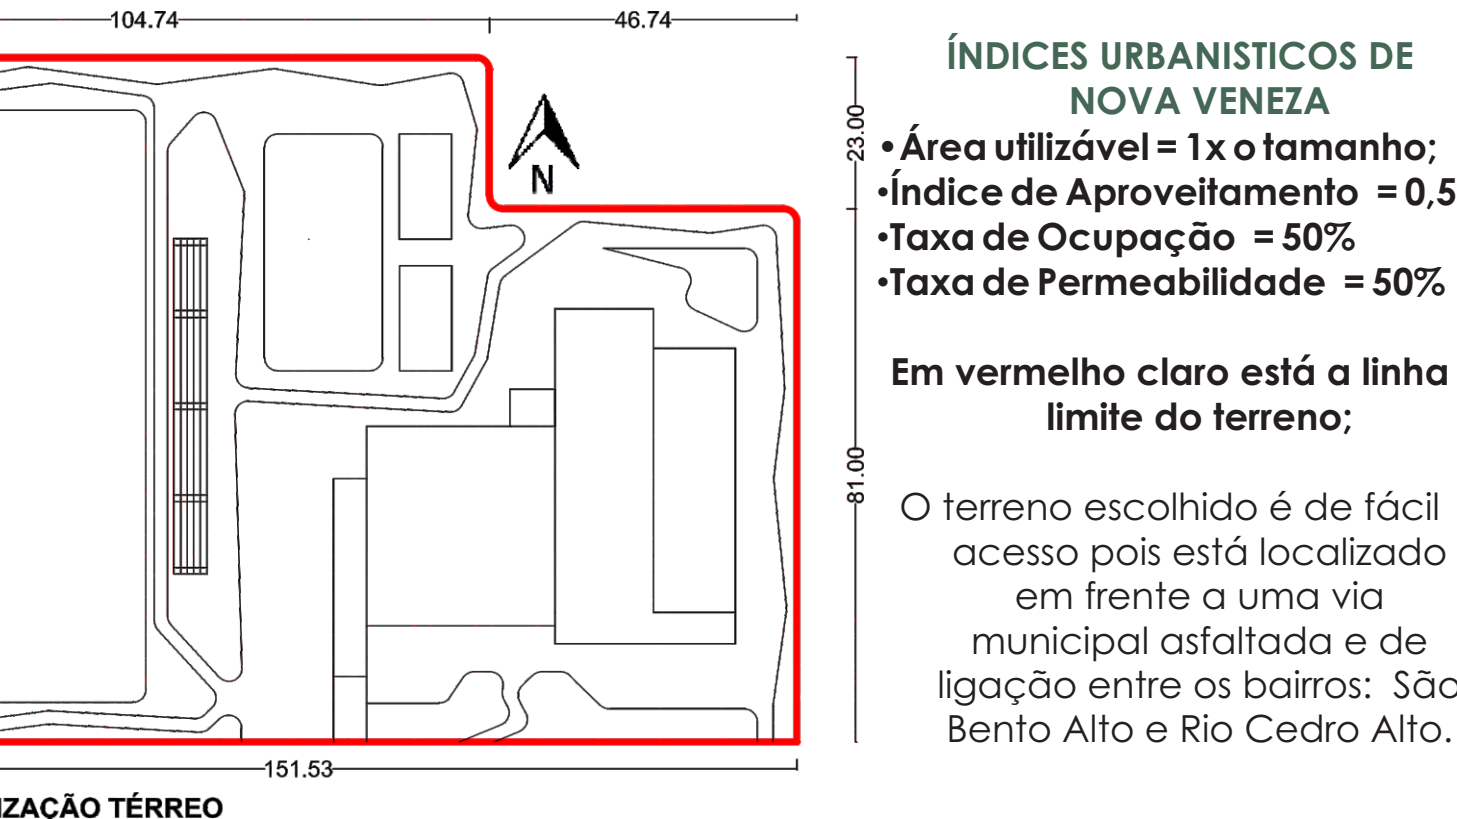 104.74
46.74
23.00
N
81.00
151.53
IZAÇÃO TÉRREO
ÍNDICES URBANISTICOS DE
NOVA VENEZA
•Área utilizável = 1x o tamanho;
•Índice de Aproveitamento = 0,5
•Taxa de Ocupação = 50%
•Taxa de Permeabilidade = 50%
Em vermelho claro está a linha
limite do terreno;
O terreno escolhido é de fácil
acesso pois está localizado
em frente a uma via
municipal asfaltada e de
ligação entre os bairros: São
Bento Alto e Rio Cedro Alto.